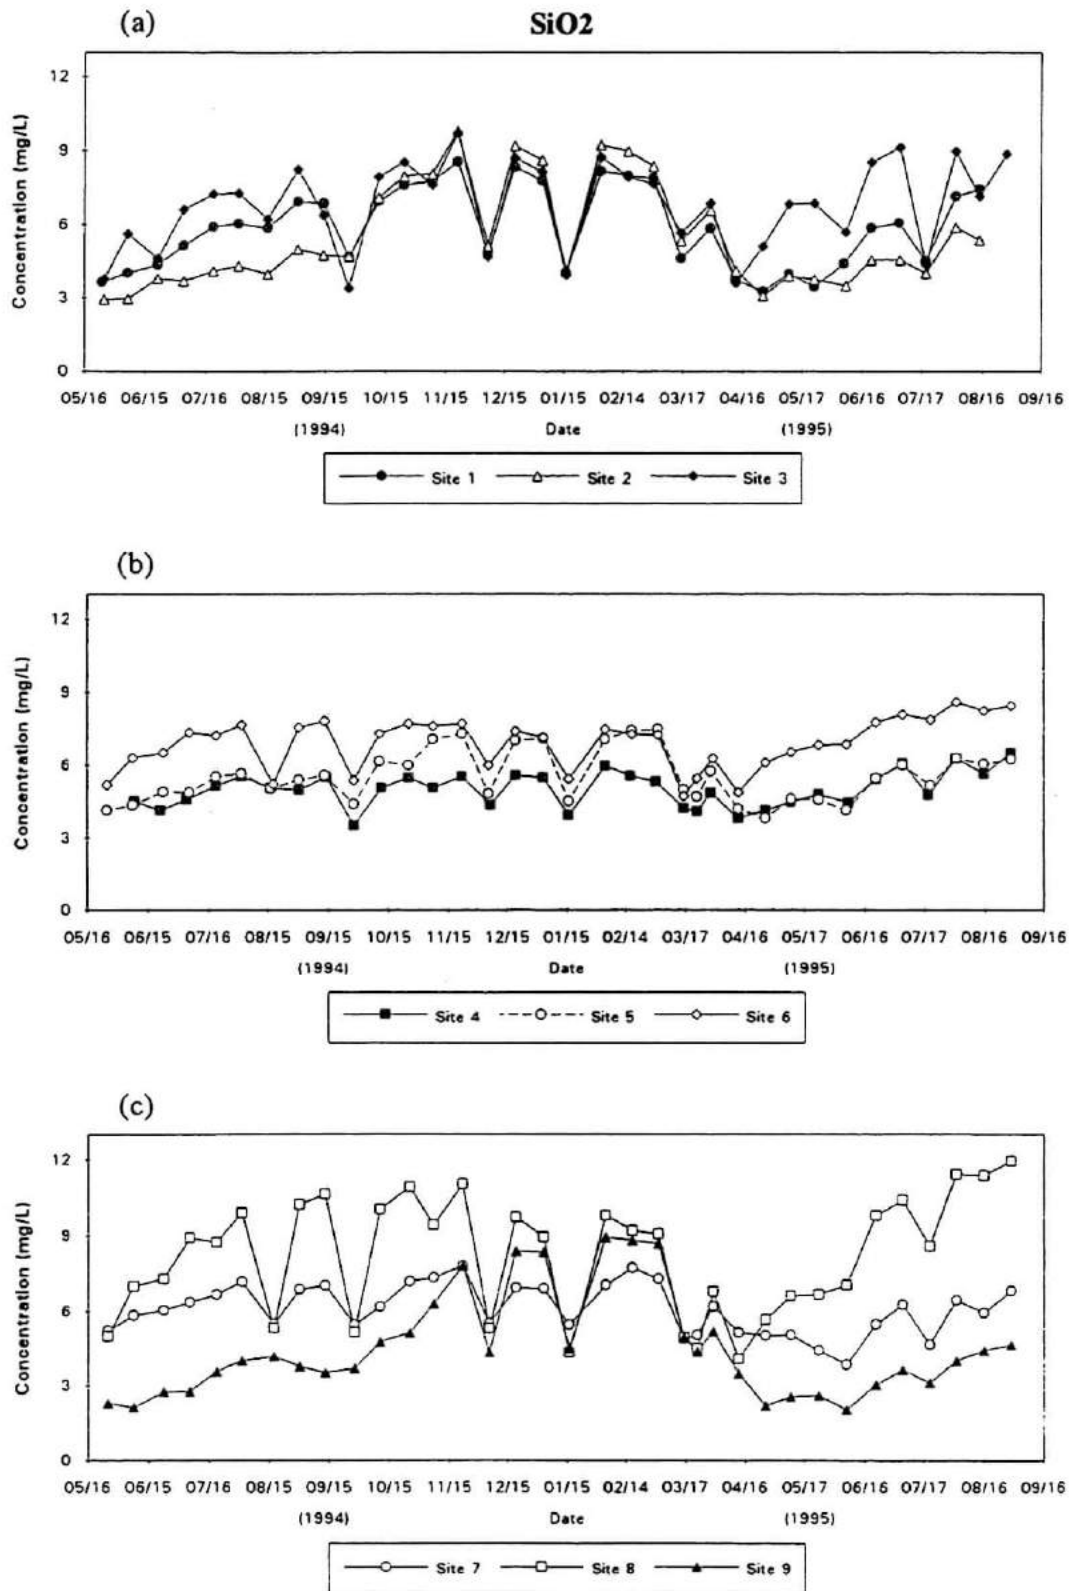 (a) SiO2
Concentration (mg/L)
12
9
6
3
0
05/16 06/15 07/16 08/15 09/15 10/15 11/15 12/15 01/15 02/14 03/17 04/16 05/17 06/16 07/17 08/16 09/16
(1994) Date (1995)
Site 1 Site 2 Site 3
(b)
Concentration (mg/L)
12
9
6
3
0
05/16 06/15 07/16 08/15 09/15 10/15 11/15 12/15 01/15 02/14 03/17 04/16 05/17 06/16 07/17 08/16 09/16
(1994) Date (1995)
Site 4 Site 5 Site 6
(c)
Concentration (mg/L)
12
9
6
3
0
05/16 06/15 07/16 08/15 09/15 10/15 11/15 12/15 01/15 02/14 03/17 04/16 05/17 06/16 07/17 08/16 09/16
(1994) Date (1995)
Site 7 Site 8 Site 9